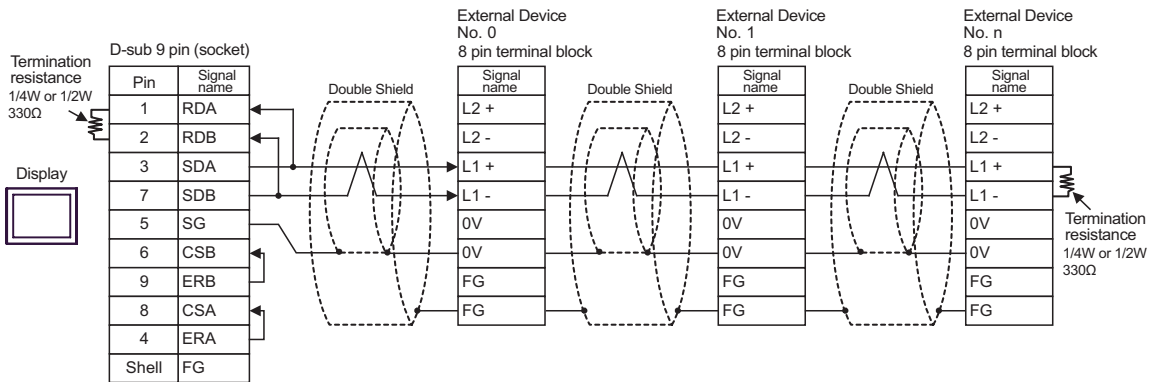 Termination
resistance
1/4W or 1/2W
330Ω
Display
D-sub 9 pin (socket)
Pin Signal name
1 RDA
2 RDB
3 SDA
7 SDB
5 SG
6 CSB
9 ERB
8 CSA
4 ERA
Shell FG
Double Shield
External Device
No. 0
8 pin terminal block
Signal name
L2 +
L2 -
L1 +
L1 -
0V
0V
FG
FG
Double Shield
External Device
No. 1
8 pin terminal block
Signal name
L2 +
L2 -
L1 +
L1 -
0V
0V
FG
FG
Double Shield
External Device
No. n
8 pin terminal block
Signal name
L2 +
L2 -
L1 +
L1 -
0V
0V
FG
FG
Termination
resistance
1/4W or 1/2W
330Ω